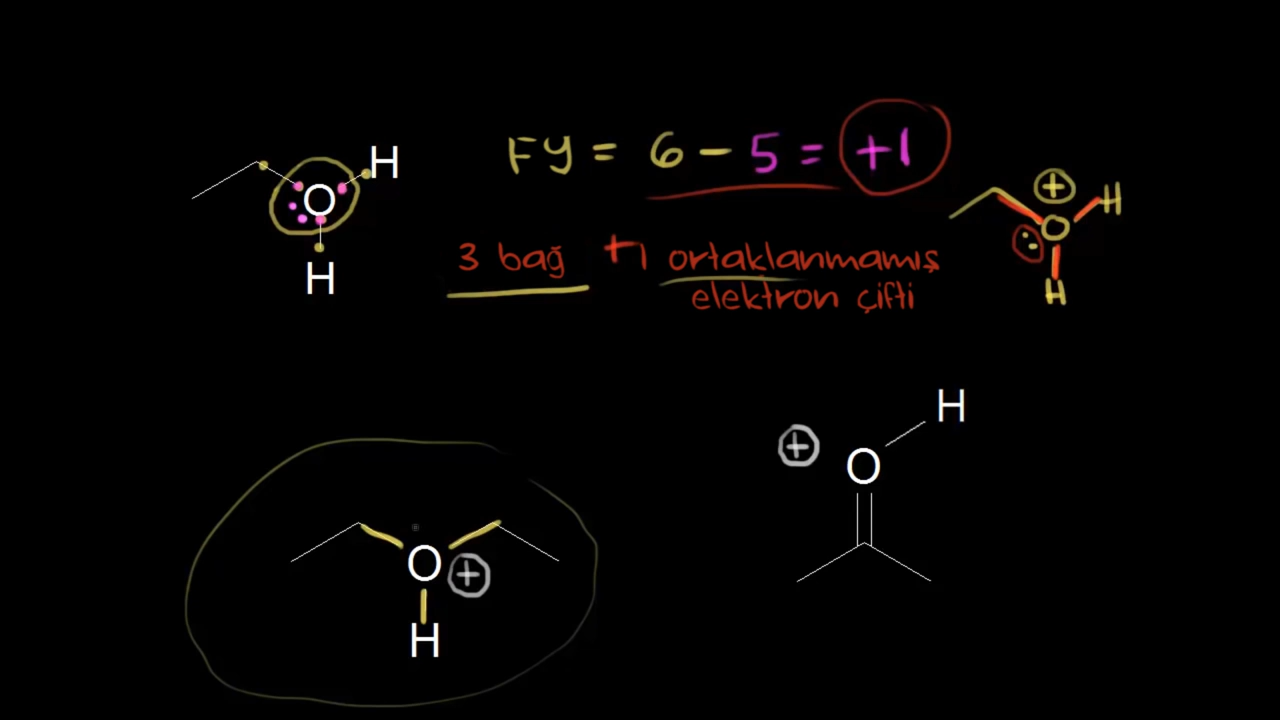 FY = 6 - 5 = +1
3 bağ + 1 ortaklanmamış
elektron çifti
H
O
H
+
O H
H
+
O
H
+
H
O